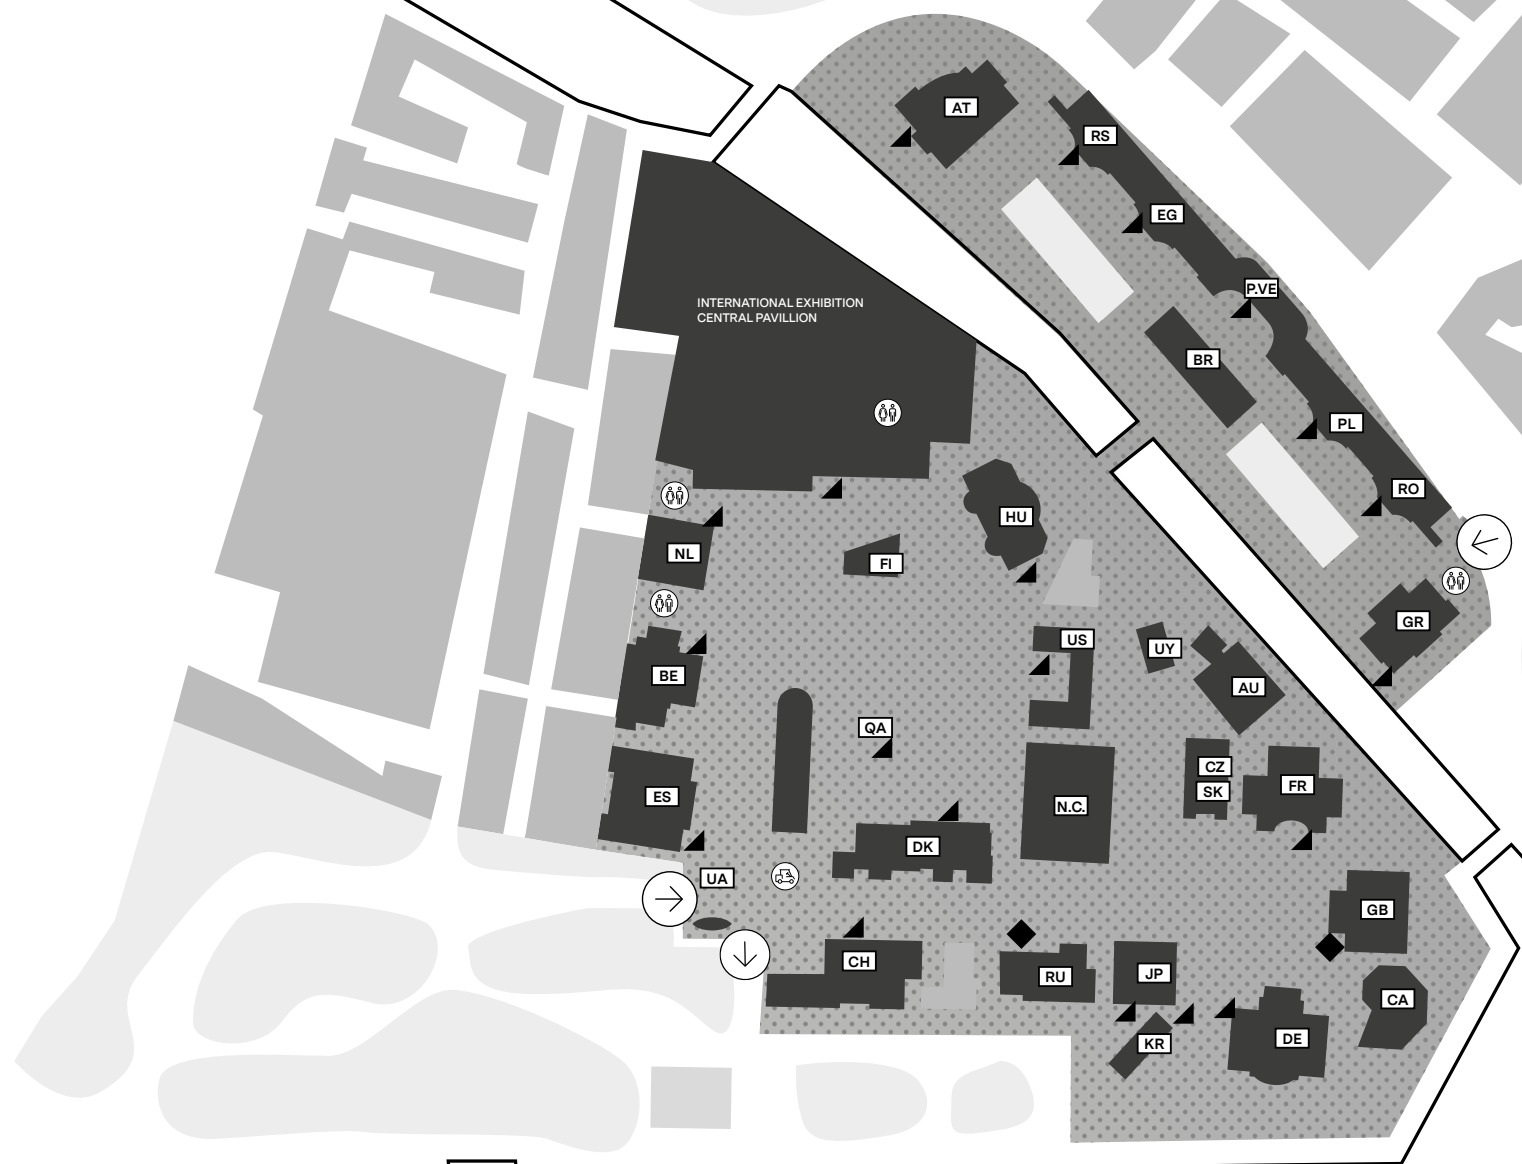 AT
RS
EG
P.VE
INTERNATIONAL EXHIBITION
CENTRAL PAVILLION
BR
PL
RO
HU
NL
FI
GR
US
UY
BE
AU
QA
CZ
SK
FR
ES
N.C.
DK
UA
GB
CH
RU
JP
CA
KR
DE